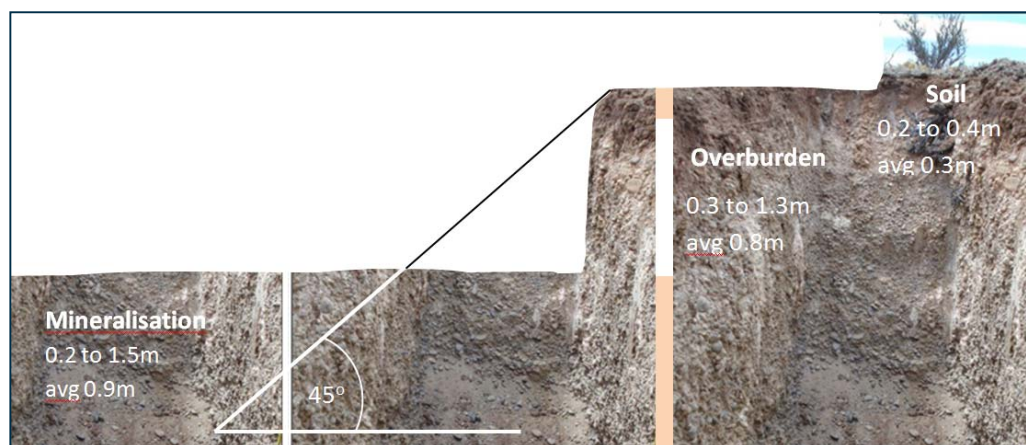 Soil
0.2 to 0.4m
avg 0.3m
Overburden
0.3 to 1.3m
avg 0.8m
Mineralisation
0.2 to 1.5m
avg 0.9m
45°